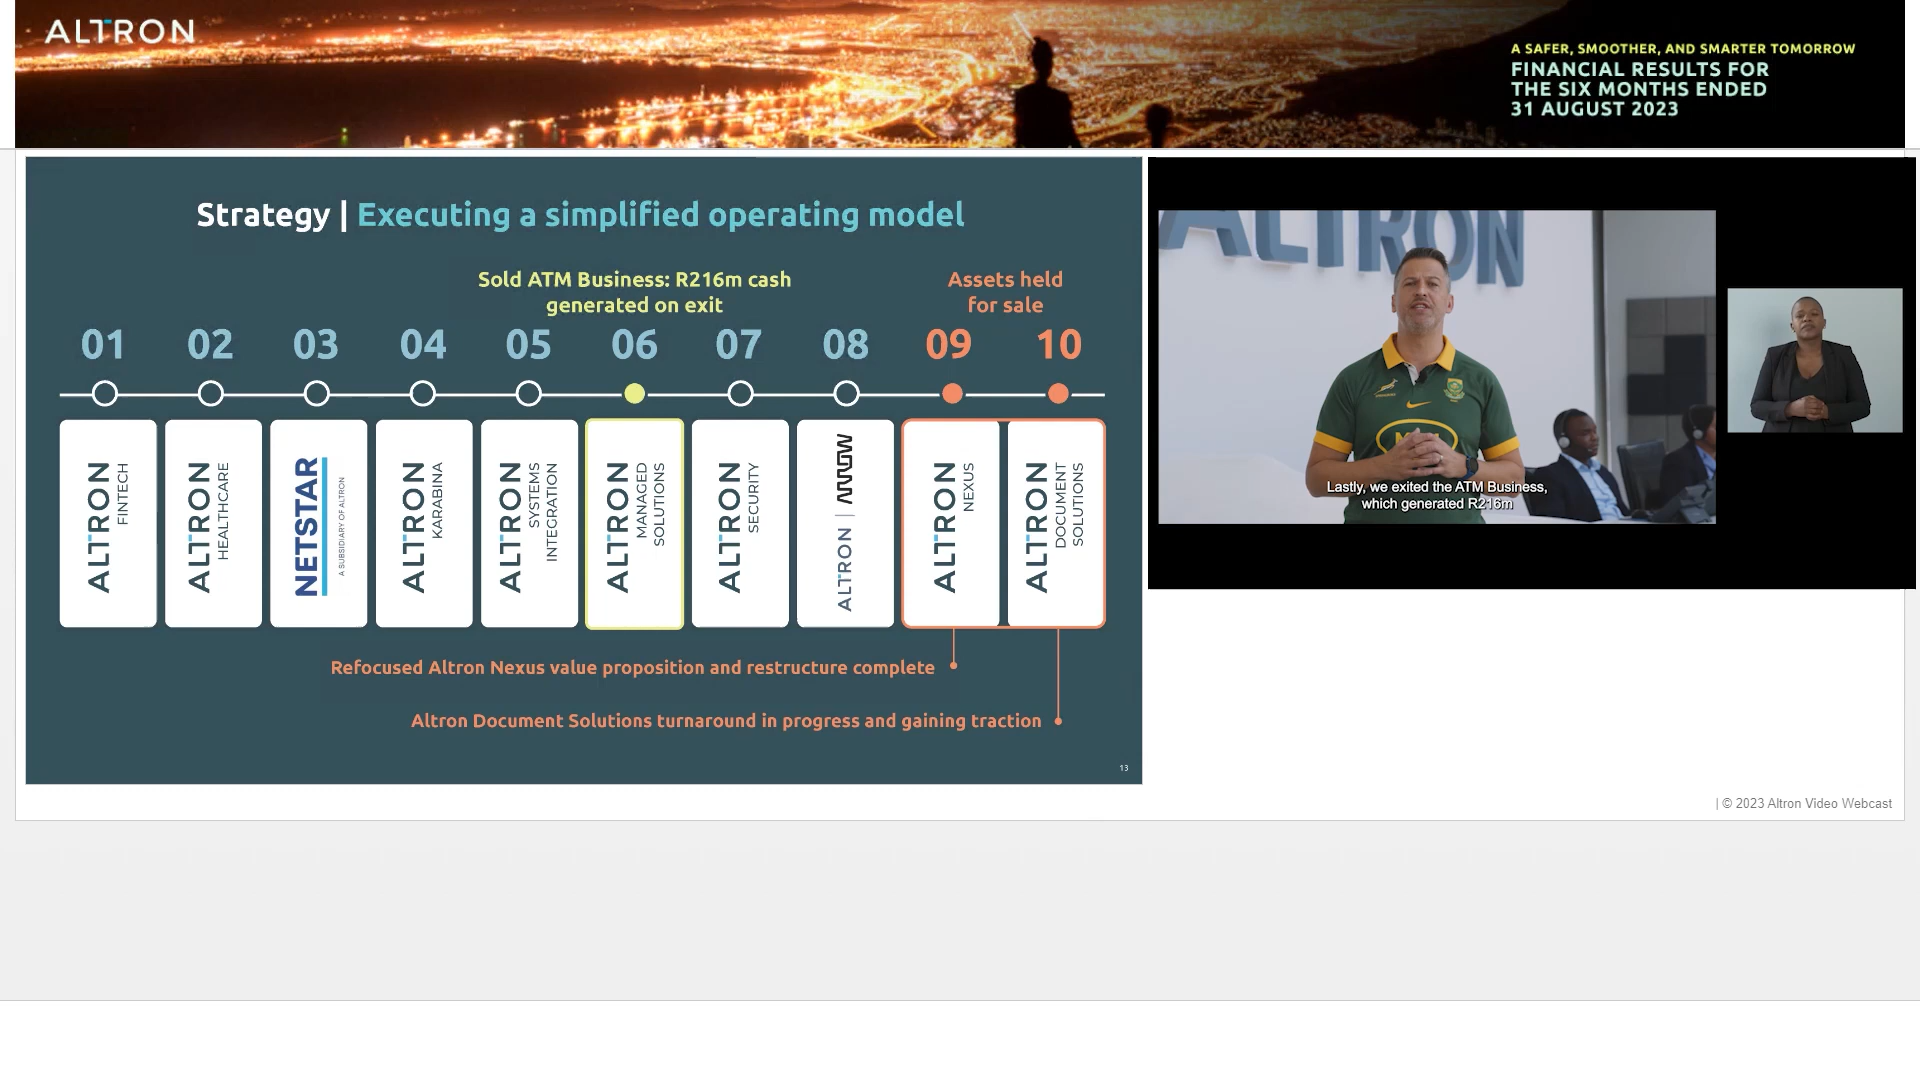 ALTRON
A SAFER, SMOOTHER, AND SMARTER TOMORROW
FINANCIAL RESULTS FOR
THE SIX MONTHS ENDED
31 AUGUST 2023
Strategy | Executing a simplified operating model
Sold ATM Business: R216m cash
generated on exit
Assets held
for sale
01 02 03 04 05 06 07 08 09 10
ALTRON
FINTECH
ALTRON
HEALTHCARE
NETSTAR
A SUBSIDIARY OF ALTRON
ALTRON
KARABINA
ALTRON
SYSTEMS
INTEGRATION
ALTRON
MANAGED
SOLUTIONS
ALTRON
SECURITY
ALTRON | ARROW
ALTRON
NEXUS
ALTRON
DOCUMENT
SOLUTIONS
Refocused Altron Nexus value proposition and restructure complete
Altron Document Solutions turnaround in progress and gaining traction
13
ALTRON
MTN
Lastly, we exited the ATM Business,
which generated R216m
| © 2023 Altron Video Webcast